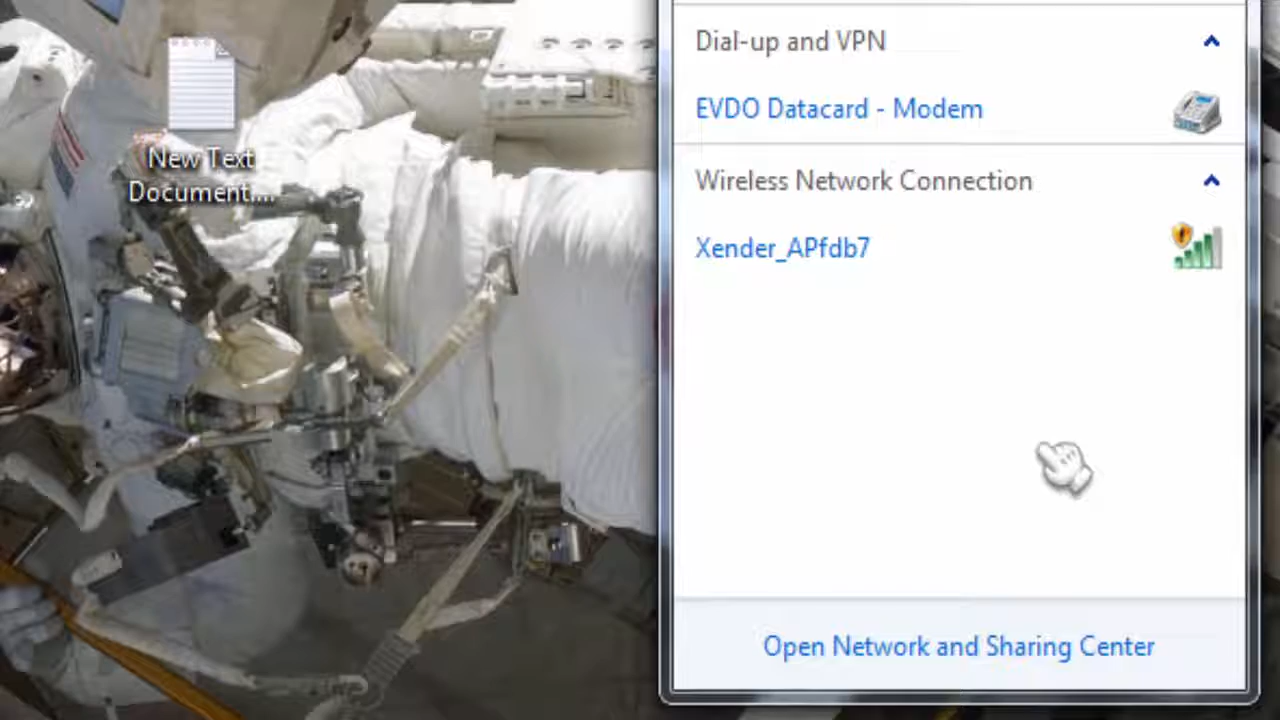 New Text
Document....
Dial-up and VPN
EVDO Datacard - Modem
Wireless Network Connection
Xender_APfdb7
Open Network and Sharing Center